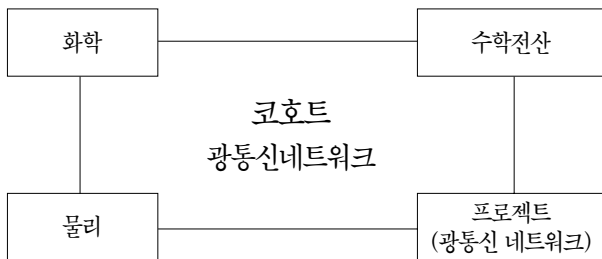 화학
수학전산
코호트
광통신네트워크
물리
프로젝트
(광통신 네트워크)